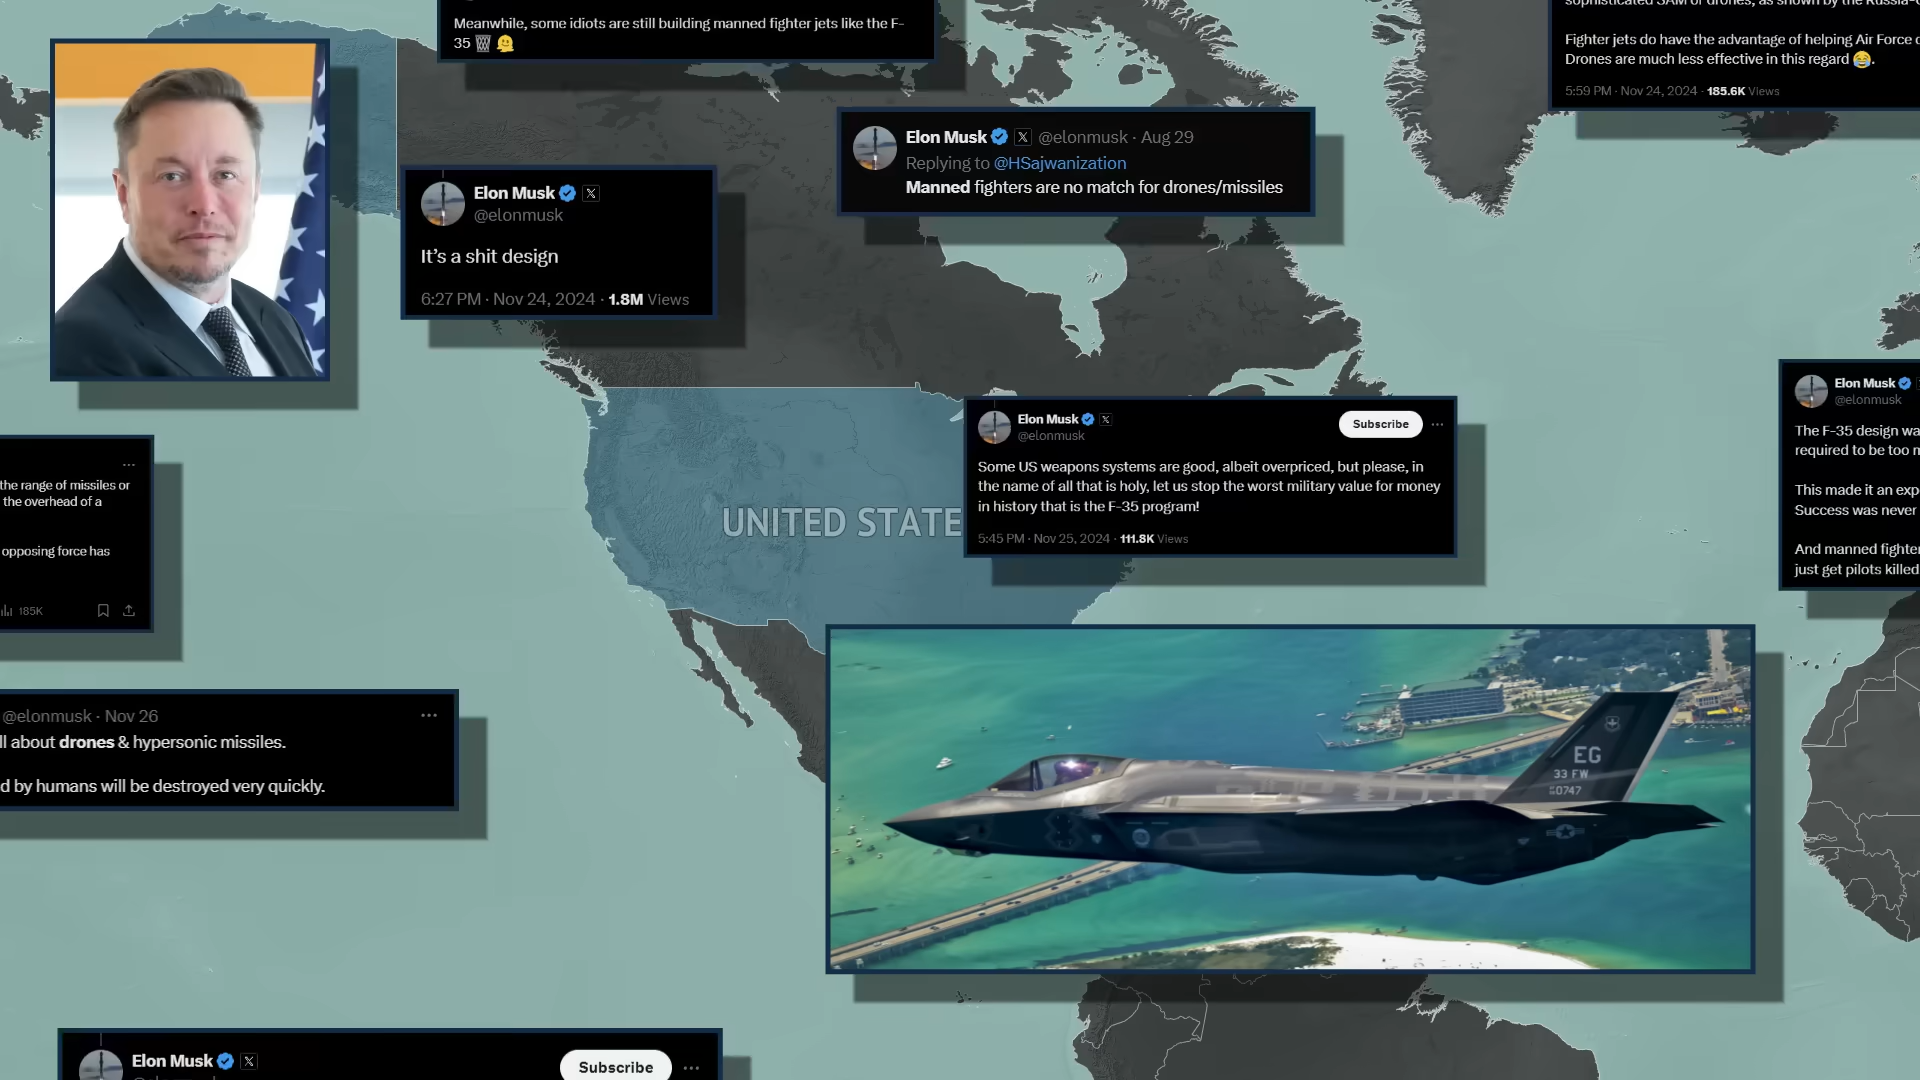 Meanwhile, some idiots are still building manned fighter jets like the F-
35 🗑 🫠
Fighter jets do have the advantage of helping Air Force
Drones are much less effective in this regard 😂.
5:59 PM · Nov 24, 2024 · 185.6K Views
Elon Musk @elonmusk · Aug 29
Replying to @HSajwanization
Manned fighters are no match for drones/missiles
Elon Musk
@elonmusk
It's a shit design
6:27 PM · Nov 24, 2024 · 1.8M Views
Elon Musk
@elonmusk
The F-35 design wa
required to be too m
This made it an exp
Success was never
And manned fighter
just get pilots killed
Elon Musk
Subscribe
@elonmusk
Some US weapons systems are good, albeit overpriced, but please, in
the name of all that is holy, let us stop the worst military value for money
in history that is the F-35 program!
5:45 PM · Nov 25, 2024 · 111.8K Views
UNITED STATE
the range of missiles or
the overhead of a
opposing force has
185K
@elonmusk · Nov 26
ll about drones & hypersonic missiles.
d by humans will be destroyed very quickly.
EG
33 FW
0747
Elon Musk
Subscribe